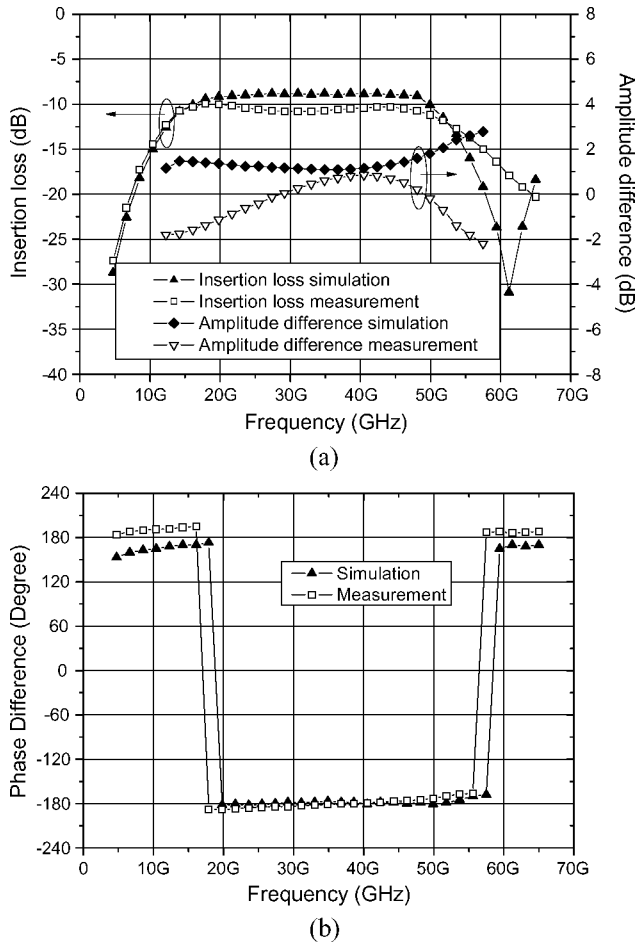 0
-5
-10
-15
-20
-25
-30
-35
-40
Insertion loss (dB)
8
6
4
2
0
-2
-4
-6
-8
Amplitude difference (dB)
Insertion loss simulation
Insertion loss measurement
Amplitude difference simulation
Amplitude difference measurement
0 10G 20G 30G 40G 50G 60G 70G
Frequency (GHz)
(a)
240
180
120
60
0
-60
-120
-180
-240
Phase Difference (Degree)
Simulation
Measurement
0 10G 20G 30G 40G 50G 60G 70G
Frequency (GHz)
(b)